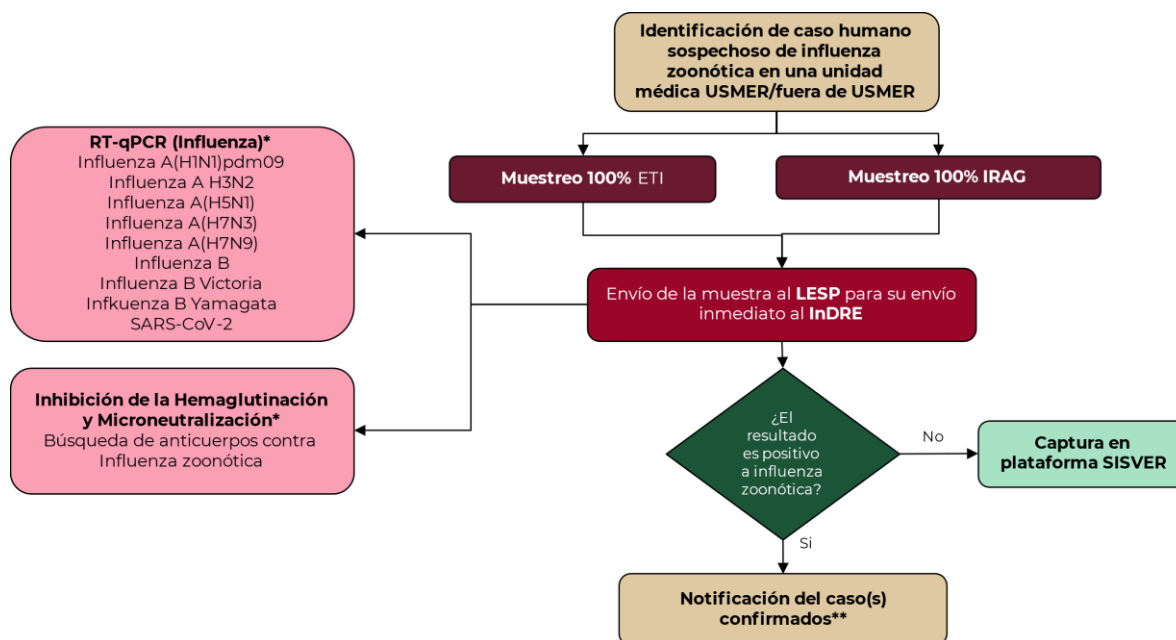 Identificación de caso humano
sospechoso de influenza
zoonótica en una unidad
médica USMER/fuera de USMER
Muestreo 100% ETI
Muestreo 100% IRAG
RT-qPCR (Influenza)*
Influenza A(H1N1)pdm09
Influenza A H3N2
Influenza A(H5N1)
Influenza A(H7N3)
Influenza A(H7N9)
Influenza B
Influenza B Victoria
Infkuenza B Yamagata
SARS-CoV-2
Envío de la muestra al LESP para su envío
inmediato al InDRE
Inhibición de la Hemaglutinación
y Microneutralización*
Búsqueda de anticuerpos contra
Influenza zoonótica
¿El
resultado
es positivo
a influenza
zoonótica?
No
Captura en
plataforma SISVER
Si
Notificación del caso(s)
confirmados**